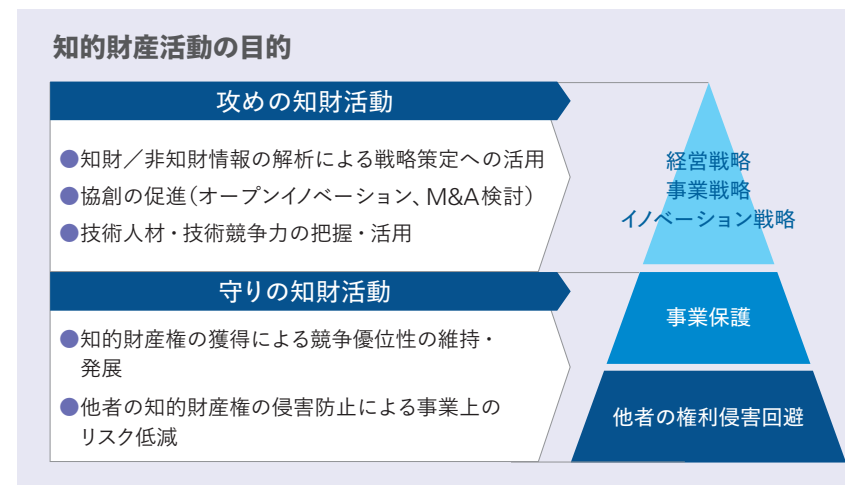 知的財産活動の目的
攻めの知財活動
●知財／非知財情報の解析による戦略策定への活用
●協創の促進（オープンイノベーション、M&A検討）
●技術人材・技術競争力の把握・活用
守りの知財活動
●知的財産権の獲得による競争優位性の維持・
発展
●他者の知的財産権の侵害防止による事業上の
リスク低減
経営戦略
事業戦略
イノベーション戦略
事業保護
他者の権利侵害回避